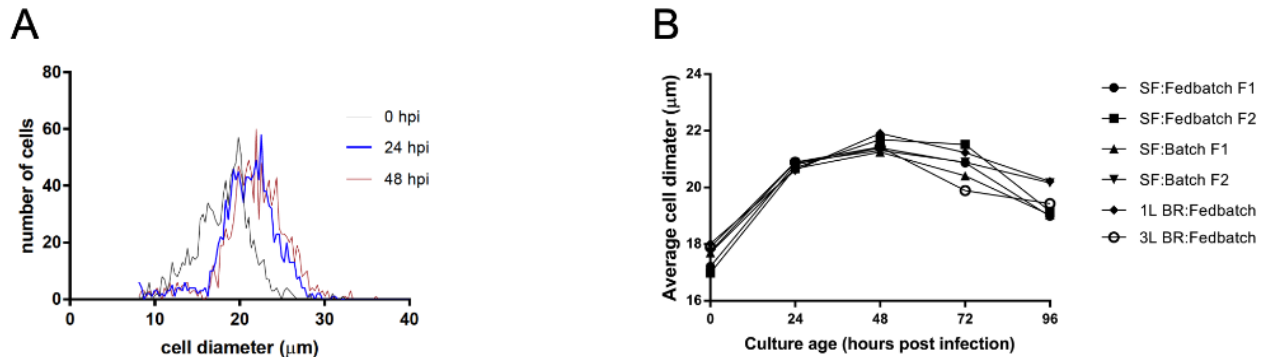 A
number of cells
80
60
40
20
0
0
10
20
30
40
cell diameter (μm)
0 hpi
24 hpi
48 hpi
B
Average cell dimater (μm)
24
22
20
18
16
0
24
48
72
96
Culture age (hours post infection)
SF:Fedbatch F1
SF:Fedbatch F2
SF:Batch F1
SF:Batch F2
1L BR:Fedbatch
3L BR:Fedbatch